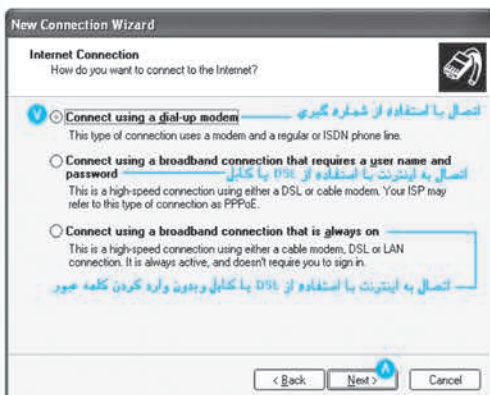 New Connection Wizard
Internet Connection
How do you want to connect to the Internet?
۷ Connect using a dial-up modem اتصال با استفاده از شماره گیری
This type of connection uses a modem and a regular or ISDN phone line.
Connect using a broadband connection that requires a user name and
password اتصال به اینترنت با استفاده از DSL یا کابل
This is a high-speed connection using either a DSL or cable modem. Your ISP may
refer to this type of connection as PPPoE.
Connect using a broadband connection that is always on
This is a high-speed connection using either a cable modem, DSL or LAN
connection. It is always active, and doesn't require you to sign in.
اتصال به اینترنت با استفاده از DSL یا کابل وبدون وارد کردن کلمه عبور
۸
< Back Next > Cancel